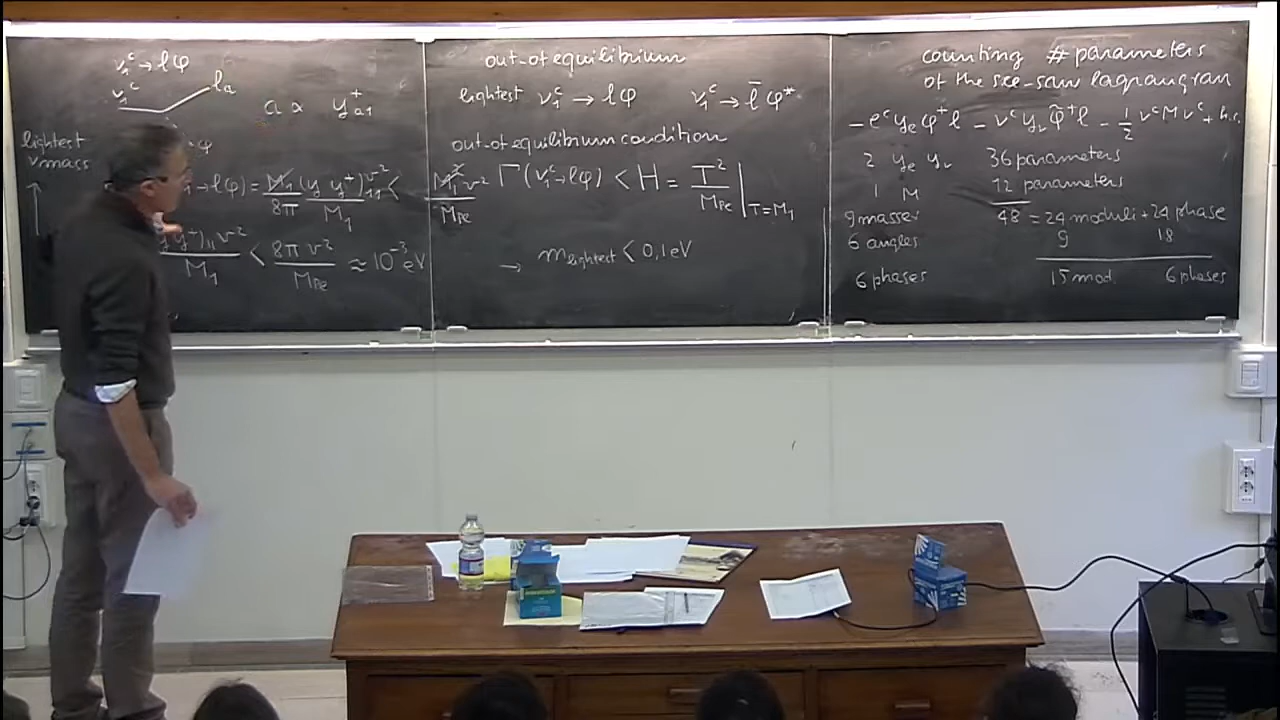 ν₁ᶜ → lφ
ν₁ᶜ
lₐ
a ∝ y⁺ₐ₁
φ
lightest
ν mass
→ lφ) = M₁/8π (y y⁺)₁₁ v²/M₁ < M₁² v²/M_Pl
y⁺)₁₁ v²/M₁ < 8π v²/M_Pl ≈ 10⁻³ eV
out-of equilibrium
lightest ν₁ᶜ → lφ ν₁ᶜ → l̄ φ*
out-of equilibrium condition
Γ(ν₁ᶜ → lφ) < H = T²/M_Pl |T=M₁
→ m lightest < 0,1 eV
counting # parameters
of the see-saw lagrangian
- eᶜ yₑ φ⁺ l - νᶜ y_ν φ̃⁺ l - 1/2 νᶜ M νᶜ + h.c.
2 yₑ y_ν 36 parameters
1 M 12 parameters
9 masses 48 = 24 moduli + 24 phase
6 angles 9 18
6 phases 15 mod. 6 phases